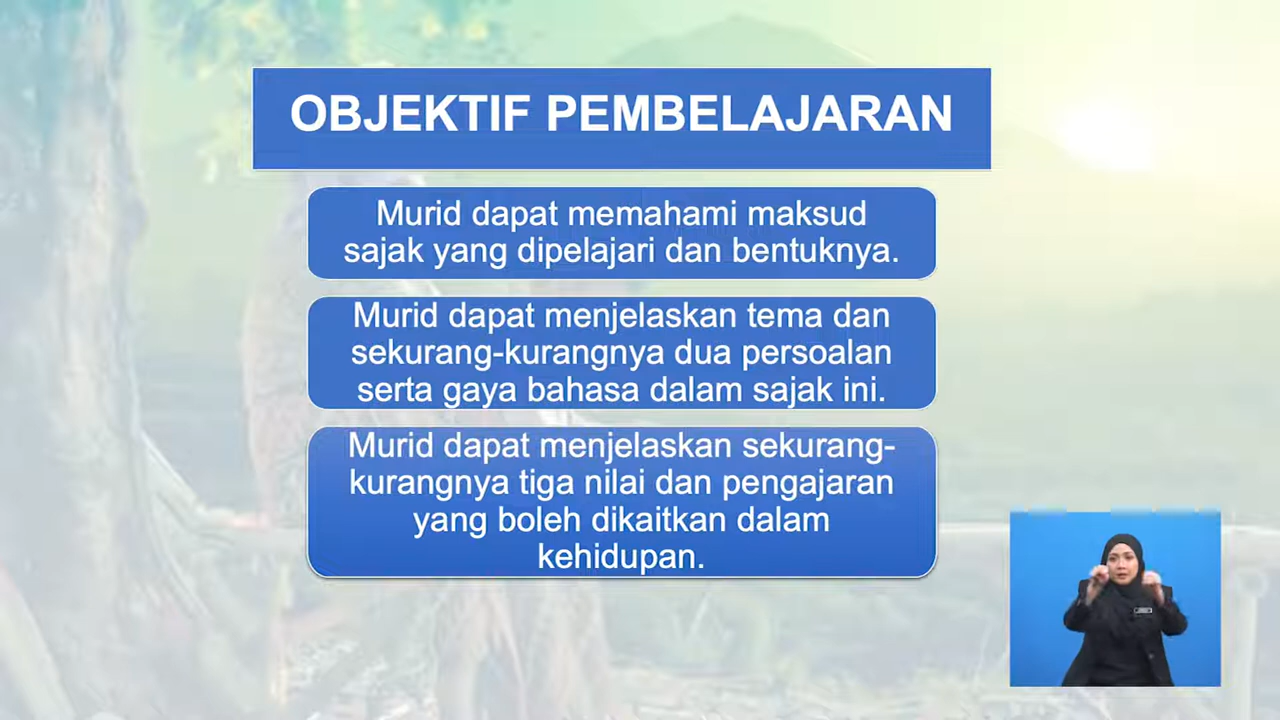 OBJEKTIF PEMBELAJARAN
Murid dapat memahami maksud
sajak yang dipelajari dan bentuknya.
Murid dapat menjelaskan tema dan
sekurang-kurangnya dua persoalan
serta gaya bahasa dalam sajak ini.
Murid dapat menjelaskan sekurang-
kurangnya tiga nilai dan pengajaran
yang boleh dikaitkan dalam
kehidupan.